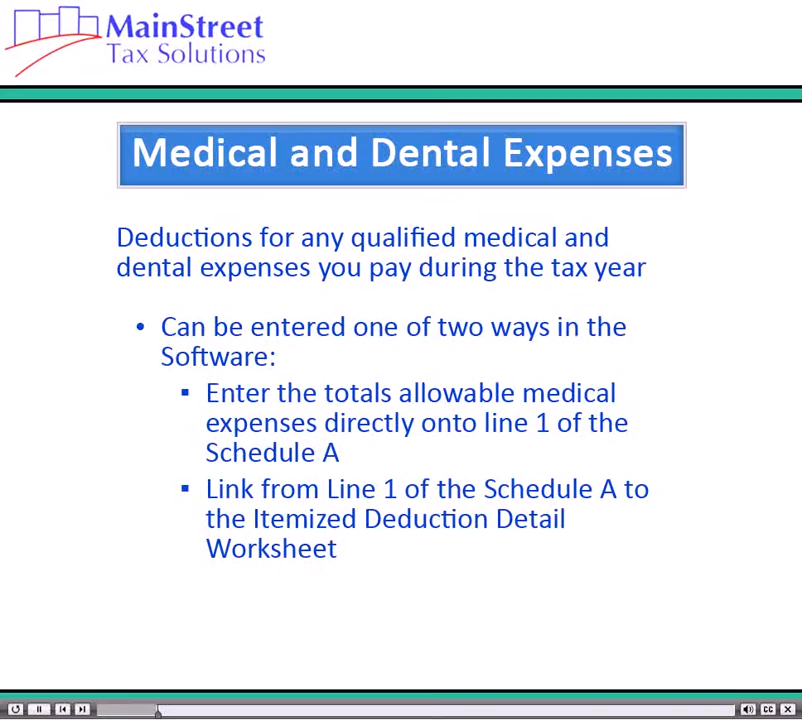 MainStreet
Tax Solutions
Medical and Dental Expenses
Deductions for any qualified medical and
dental expenses you pay during the tax year
• Can be entered one of two ways in the
Software:
▪ Enter the totals allowable medical
expenses directly onto line 1 of the
Schedule A
▪ Link from Line 1 of the Schedule A to
the Itemized Deduction Detail
Worksheet
CC